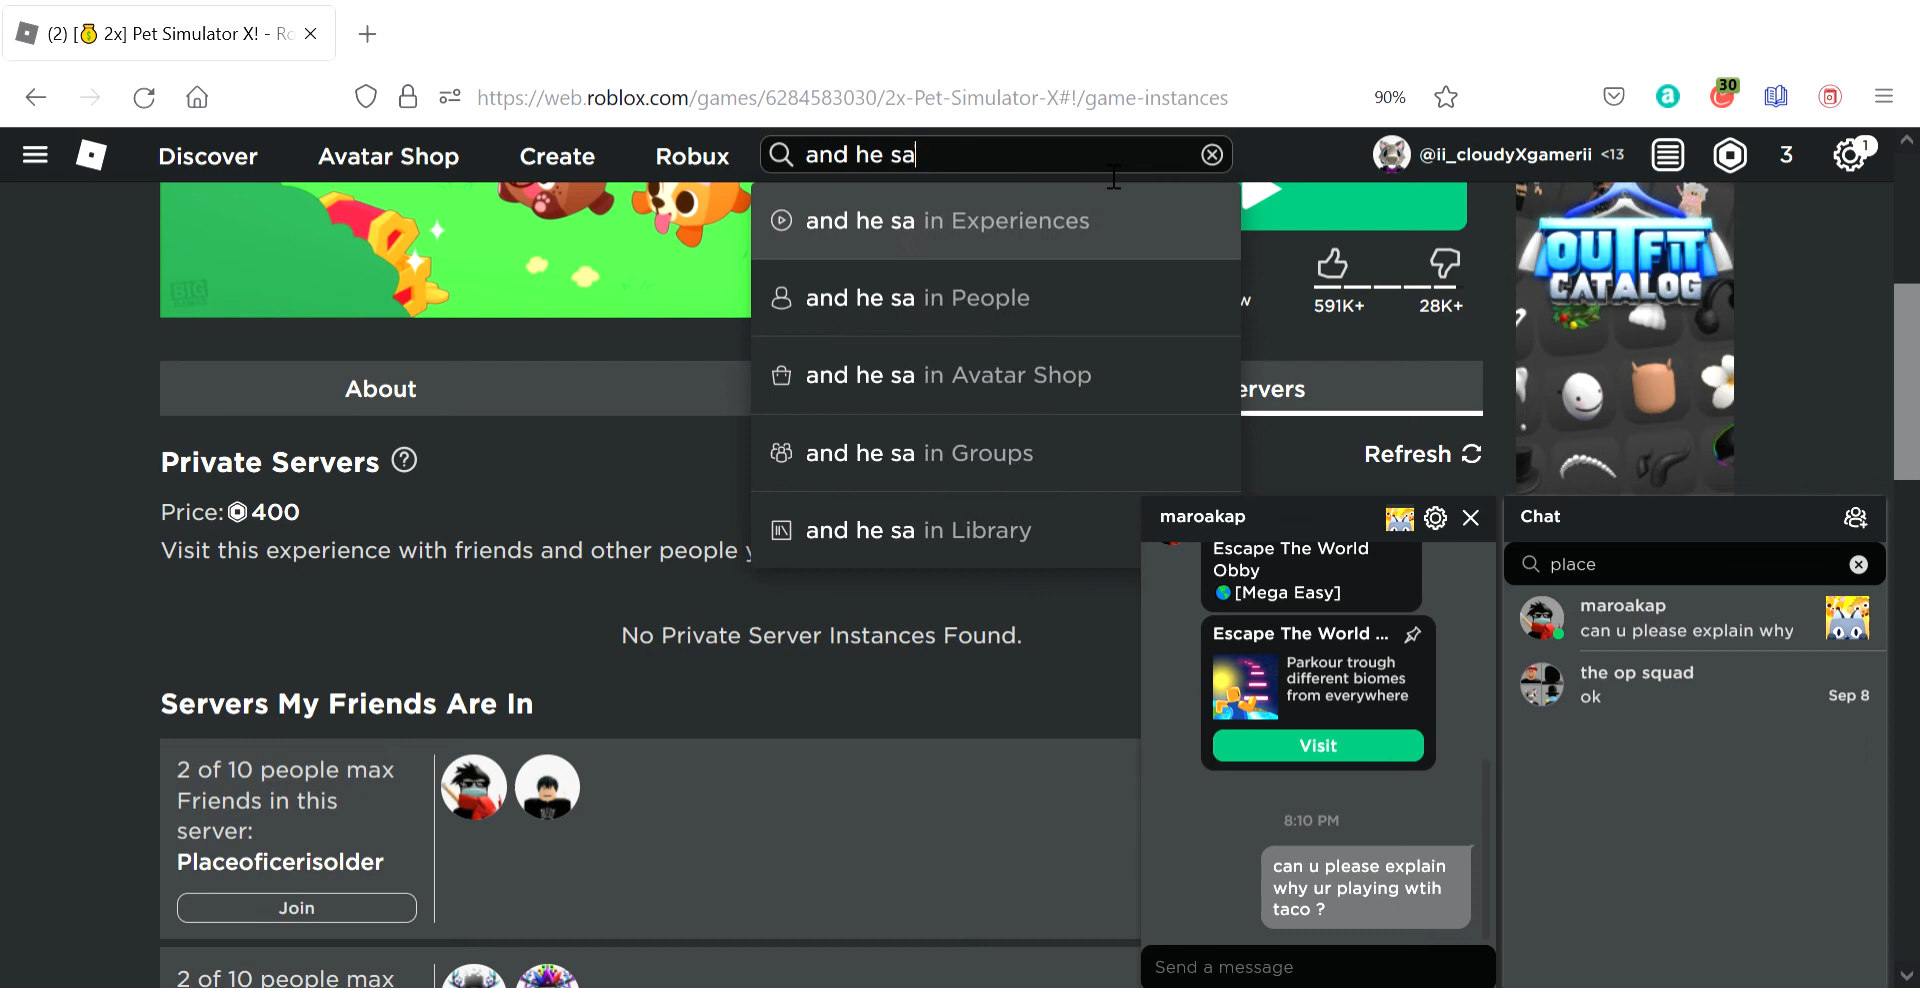 (2) [💰 2x] Pet Simulator X! - Ro
https://web.roblox.com/games/6284583030/2x-Pet-Simulator-X#!/game-instances
90%
a
30
Discover
Avatar Shop
Create
Robux
and he sa
@ii_cloudyXgamerii <13
3
1
and he sa in Experiences
and he sa in People
and he sa in Avatar Shop
and he sa in Groups
and he sa in Library
BIG
w
591K+
28K+
OUTFIT
CATALOG
About
ervers
Private Servers
Refresh
Price: 400
Visit this experience with friends and other people y
No Private Server Instances Found.
Servers My Friends Are In
2 of 10 people max
Friends in this
server:
Placeoficerisolder
Join
2 of 10 people max
maroakap
Escape The World
Obby
🌎 [Mega Easy]
Escape The World ...
Parkour trough
different biomes
from everywhere
Visit
8:10 PM
can u please explain
why ur playing wtih
taco ?
Send a message
Chat
place
maroakap
can u please explain why
the op squad
ok
Sep 8